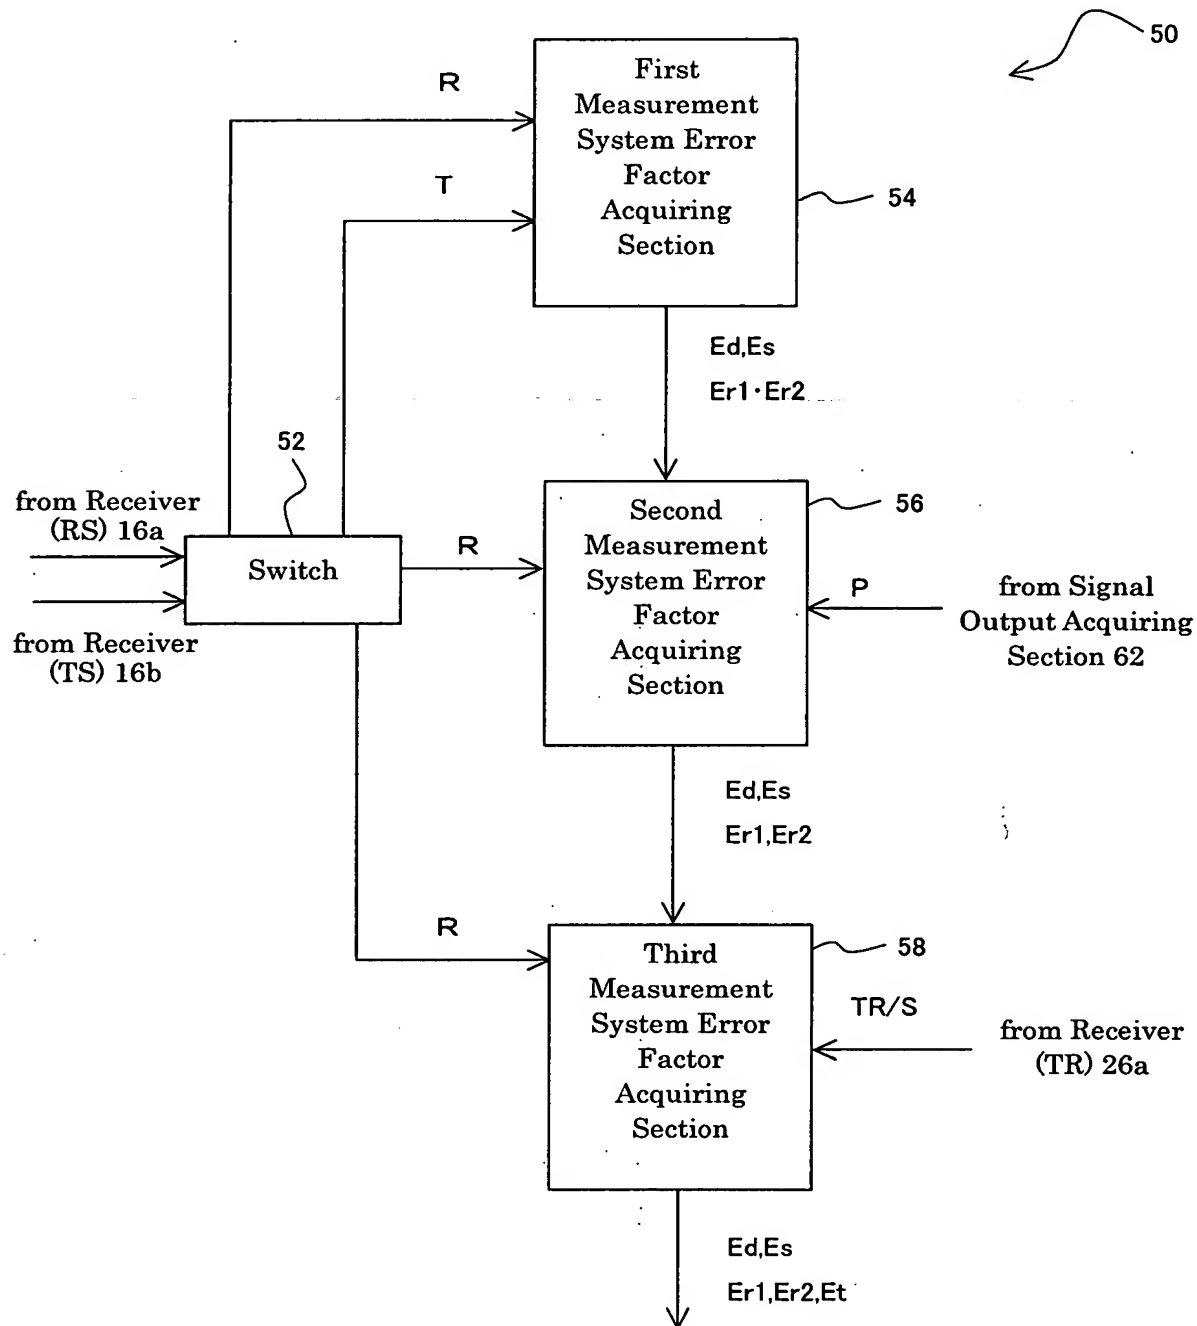 50
First
Measurement
System Error
Factor
Acquiring
Section
R
T
54
Ed,Es
Er1・Er2
52
from Receiver
(RS) 16a
Switch
from Receiver
(TS) 16b
R
Second
Measurement
System Error
Factor
Acquiring
Section
56
P
from Signal
Output Acquiring
Section 62
Ed,Es
Er1,Er2
R
Third
Measurement
System Error
Factor
Acquiring
Section
58
TR/S
from Receiver
(TR) 26a
Ed,Es
Er1,Er2,Et